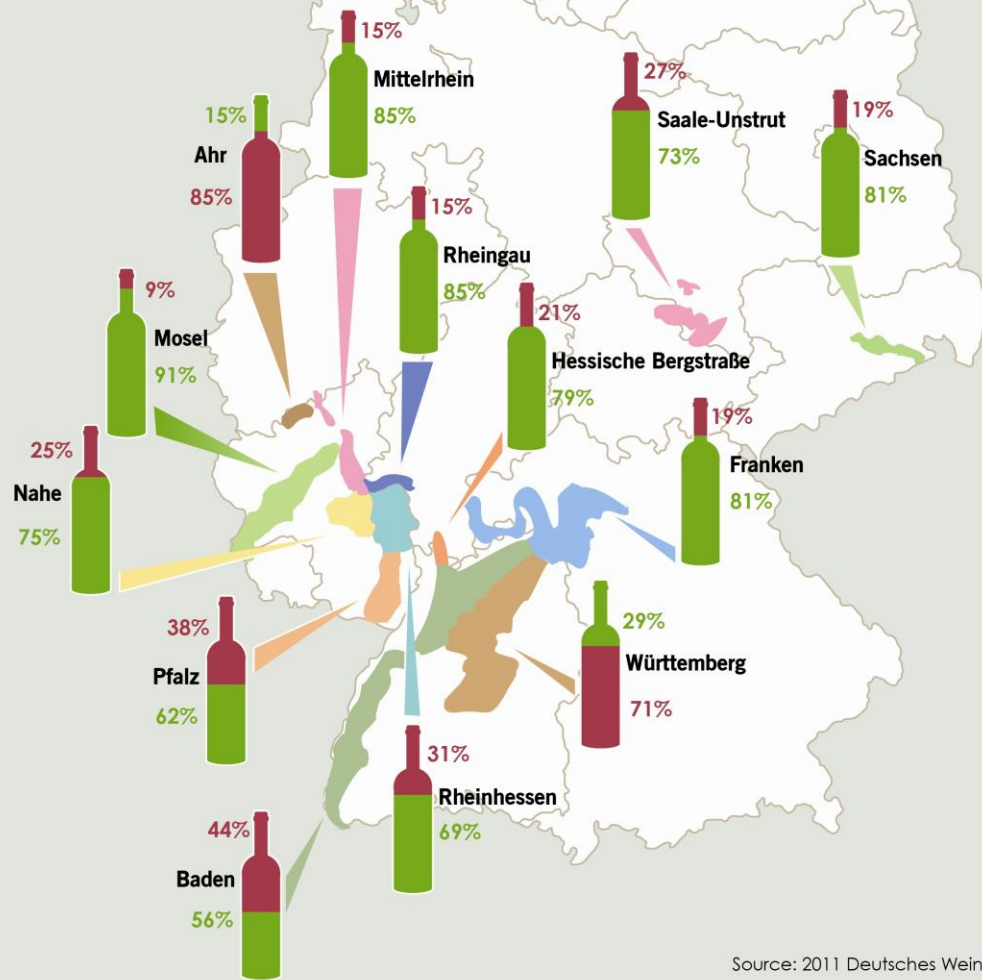 15%
Mittelrhein
85%
15%
Ahr
85%
27%
Saale-Unstrut
73%
19%
Sachsen
81%
15%
Rheingau
85%
9%
Mosel
91%
21%
Hessische Bergstraße
79%
25%
Nahe
75%
19%
Franken
81%
38%
Pfalz
62%
29%
Württemberg
71%
31%
Rheinhessen
69%
44%
Baden
56%
Source: 2011 Deutsches Wein